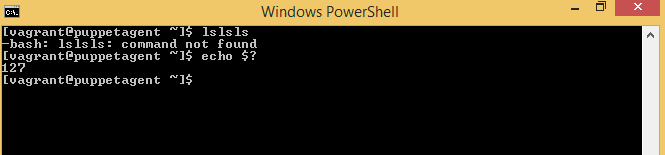 Windows PowerShell
[vagrant@puppetagent ~]$ lslsls
-bash: lslsls: command not found
[vagrant@puppetagent ~]$ echo $?
127
[vagrant@puppetagent ~]$